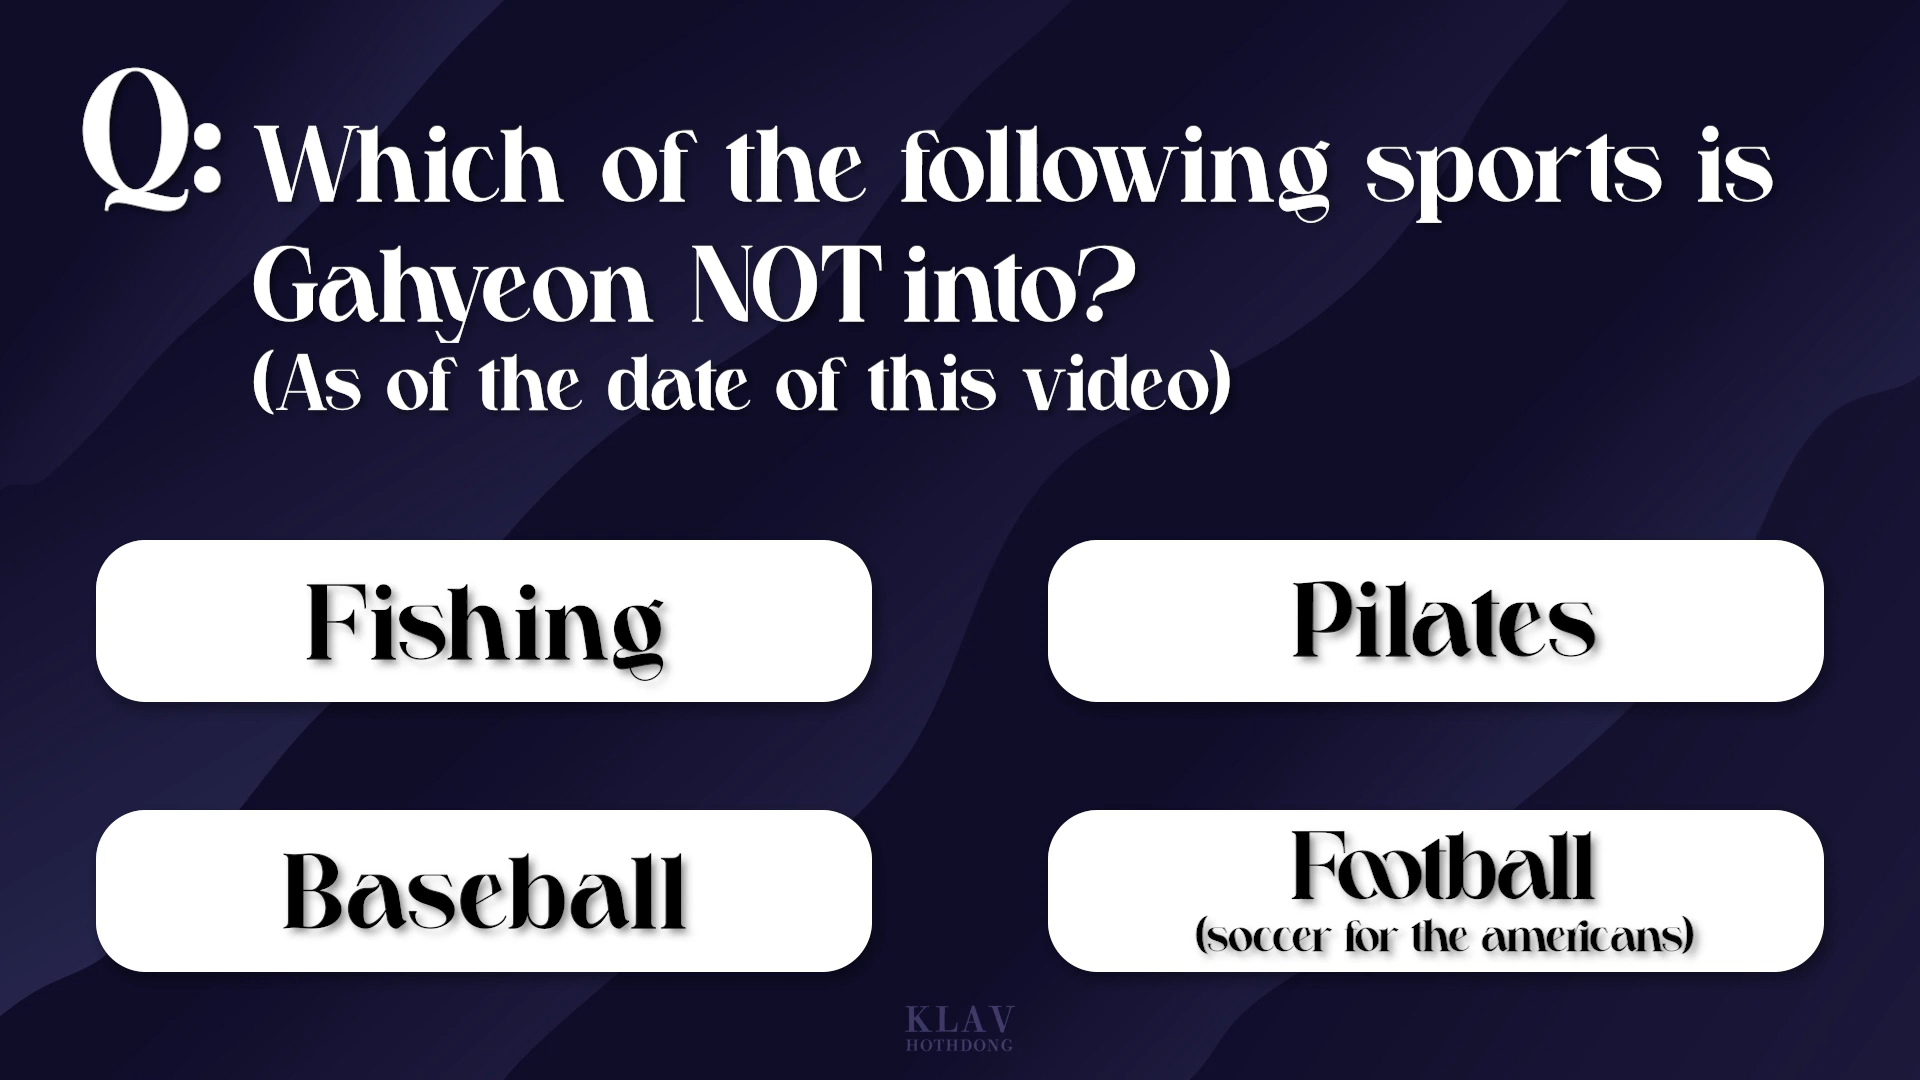 Q: Which of the following sports is
Gahyeon NOT into?
(As of the date of this video)
Fishing
Pilates
Baseball
Football
(soccer for the americans)
KLAV
HOTHDONG